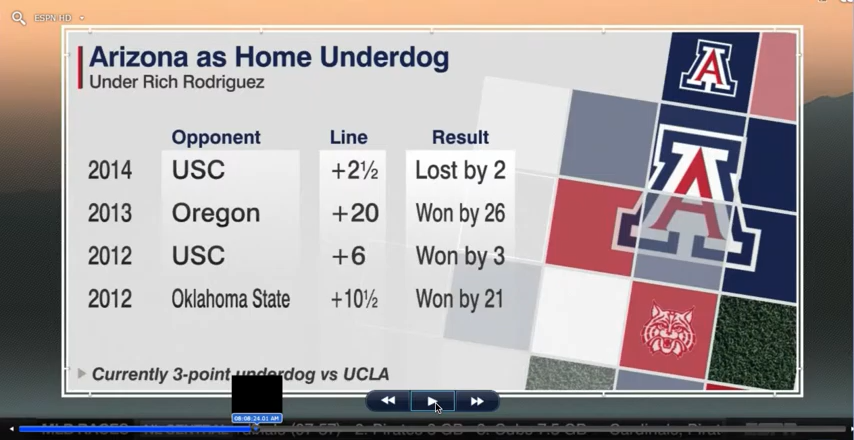 ESPN HD
Arizona as Home Underdog
Under Rich Rodriguez
Opponent Line Result
2014 USC +2½ Lost by 2
2013 Oregon +20 Won by 26
2012 USC +6 Won by 3
2012 Oklahoma State +10½ Won by 21
Currently 3-point underdog vs UCLA
08:08:24.01 AM